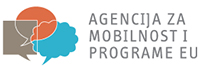 AGENCIJA ZA
MOBILNOST I
PROGRAME EU